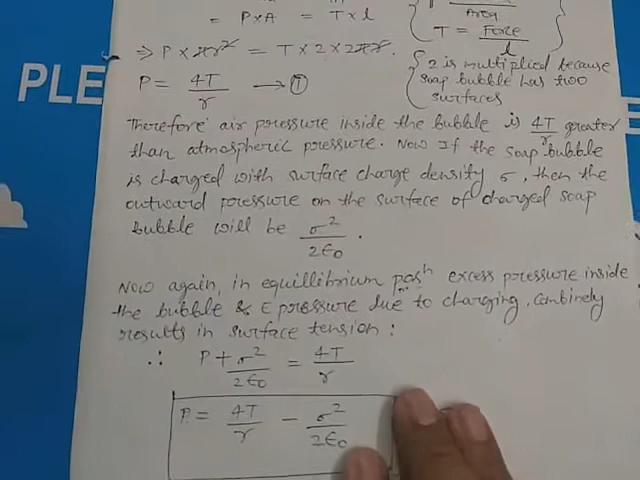 = P×A = T×l
Area
T = Force
l
⇒ P × πr² = T × 2 × 2πr.
P = 4T/r → ①
{ 2 is multiplied because
soap bubble has two
surfaces
PLE
Therefore air pressure inside the bubble is 4T/r greater
than atmospheric pressure. Now If the soap bubble
is charged with surface charge density σ, then the
outward pressure on the surface of charged soap
bubble will be σ²/2ϵ₀.
Now again, in equillibrium posⁿ excess pressure inside
the bubble & E pressure due to charging, Combinely
results in surface tension :
∴ P + σ²/2ϵ₀ = 4T/r
P = 4T/r − σ²/2ϵ₀